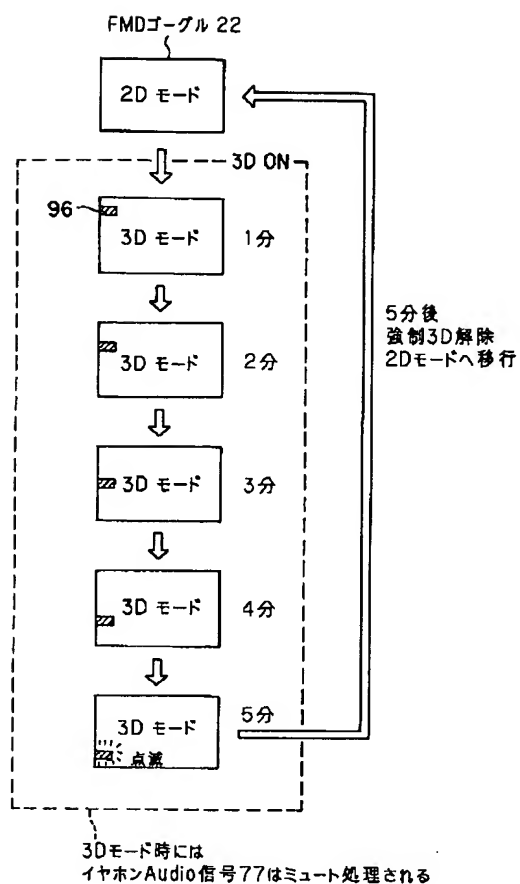 FMDゴーグル 22
2D モード
3D ON
96
3D モード
1分
3D モード
2分
3D モード
3分
3D モード
4分
3D モード
5分
点滅
5分後
強制3D解除
2Dモードへ移行
3Dモード時には
イヤホンAudio信号77はミュート処理される